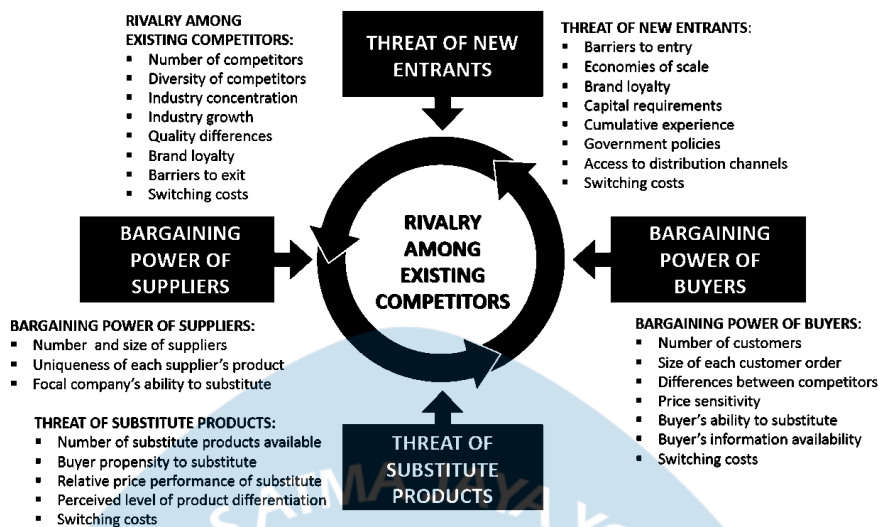 RIVALRY AMONG
EXISTING COMPETITORS:
▪ Number of competitors
▪ Diversity of competitors
▪ Industry concentration
▪ Industry growth
▪ Quality differences
▪ Brand loyalty
▪ Barriers to exit
▪ Switching costs
THREAT OF NEW
ENTRANTS
THREAT OF NEW ENTRANTS:
▪ Barriers to entry
▪ Economies of scale
▪ Brand loyalty
▪ Capital requirements
▪ Cumulative experience
▪ Government policies
▪ Access to distribution channels
▪ Switching costs
BARGAINING
POWER OF
SUPPLIERS
RIVALRY
AMONG
EXISTING
COMPETITORS
BARGAINING
POWER OF
BUYERS
BARGAINING POWER OF SUPPLIERS:
▪ Number and size of suppliers
▪ Uniqueness of each supplier's product
▪ Focal company's ability to substitute
BARGAINING POWER OF BUYERS:
▪ Number of customers
▪ Size of each customer order
▪ Differences between competitors
▪ Price sensitivity
▪ Buyer's ability to substitute
▪ Buyer's information availability
▪ Switching costs
THREAT OF SUBSTITUTE PRODUCTS:
▪ Number of substitute products available
▪ Buyer propensity to substitute
▪ Relative price performance of substitute
▪ Perceived level of product differentiation
▪ Switching costs
THREAT OF
SUBSTITUTE
PRODUCTS
JAYA